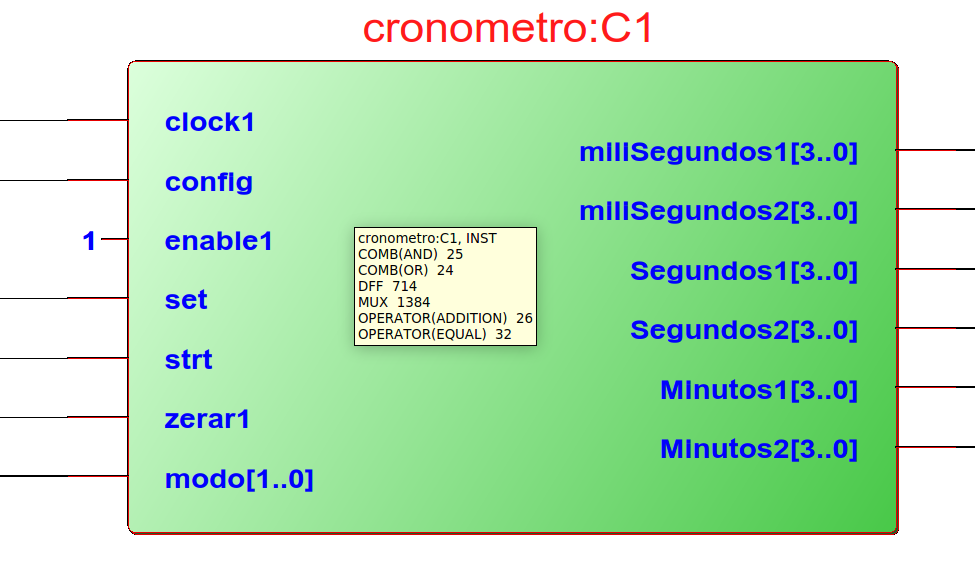 cronometro:C1
clock1
config
1
enable1
set
strt
zerar1
modo[1..0]
cronometro:C1, INST
COMB(AND) 25
COMB(OR) 24
DFF 714
MUX 1384
OPERATOR(ADDITION) 26
OPERATOR(EQUAL) 32
miliSegundos1[3..0]
miliSegundos2[3..0]
Segundos1[3..0]
Segundos2[3..0]
Minutos1[3..0]
Minutos2[3..0]